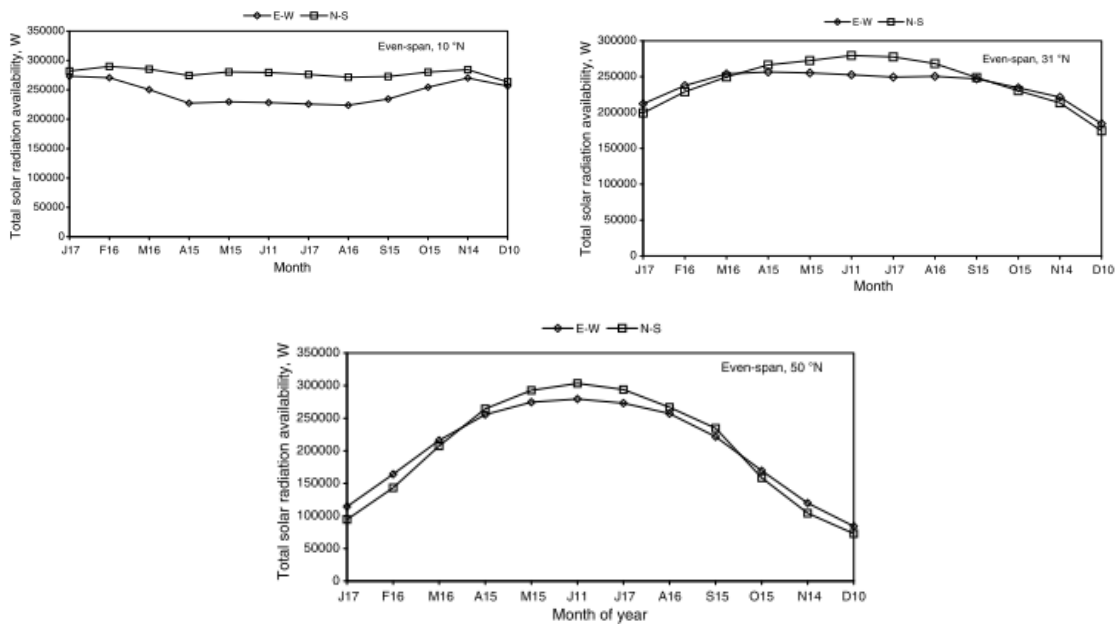 E-W N-S
Even-span, 10 °N
Total solar radiation availability, W
350000
300000
250000
200000
150000
100000
50000
0
J17 F16 M16 A15 M15 J11 J17 A16 S15 O15 N14 D10
Month
E-W N-S
Even-span, 31 °N
Total solar radiation availability, W
300000
250000
200000
150000
100000
50000
0
J17 F16 M16 A15 M15 J11 J17 A16 S15 O15 N14 D10
Month
E-W N-S
Even-span, 50 °N
Total solar radiation availability, W
350000
300000
250000
200000
150000
100000
50000
0
J17 F16 M16 A15 M15 J11 J17 A16 S15 O15 N14 D10
Month of year